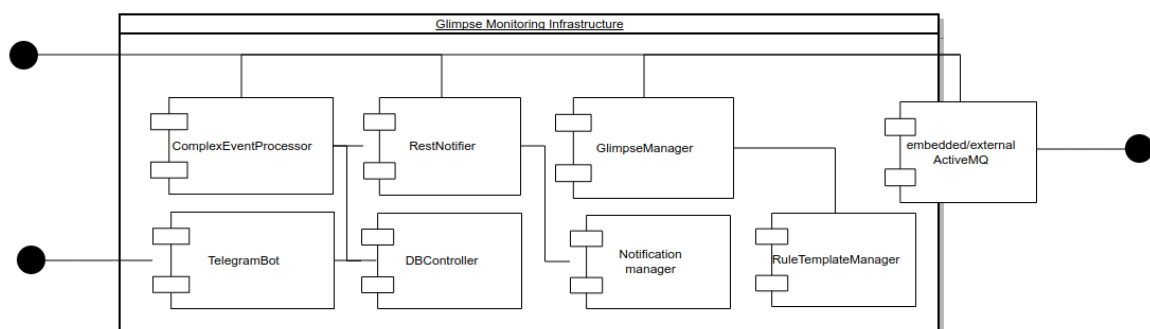 Glimpse Monitoring Infrastructure
ComplexEventProcessor
RestNotifier
GlimpseManager
embedded/external
ActiveMQ
TelegramBot
DBController
Notification
manager
RuleTemplateManager